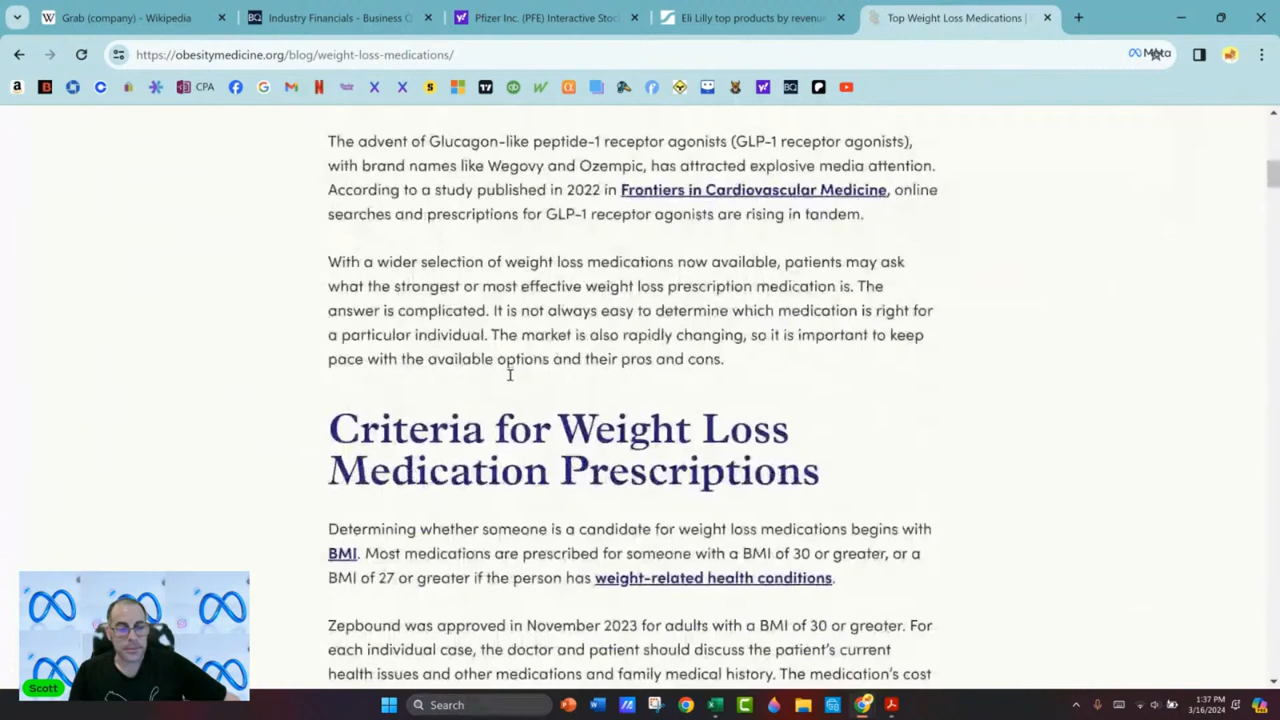 Grab (company) - Wikipedia
BQ Industry Financials - Business Q
Pfizer Inc. (PFE) Interactive Stoc
Eli Lilly top products by revenue
Top Weight Loss Medications |
https://obesitymedicine.org/blog/weight-loss-medications/
Meta
CPA
The advent of Glucagon-like peptide-1 receptor agonists (GLP-1 receptor agonists),
with brand names like Wegovy and Ozempic, has attracted explosive media attention.
According to a study published in 2022 in Frontiers in Cardiovascular Medicine, online
searches and prescriptions for GLP-1 receptor agonists are rising in tandem.
With a wider selection of weight loss medications now available, patients may ask
what the strongest or most effective weight loss prescription medication is. The
answer is complicated. It is not always easy to determine which medication is right for
a particular individual. The market is also rapidly changing, so it is important to keep
pace with the available options and their pros and cons.
Criteria for Weight Loss
Medication Prescriptions
Determining whether someone is a candidate for weight loss medications begins with
BMI. Most medications are prescribed for someone with a BMI of 30 or greater, or a
BMI of 27 or greater if the person has weight-related health conditions.
Zepbound was approved in November 2023 for adults with a BMI of 30 or greater. For
each individual case, the doctor and patient should discuss the patient's current
health issues and other medications and family medical history. The medication's cost
Scott
Search
1:37 PM
3/16/2024